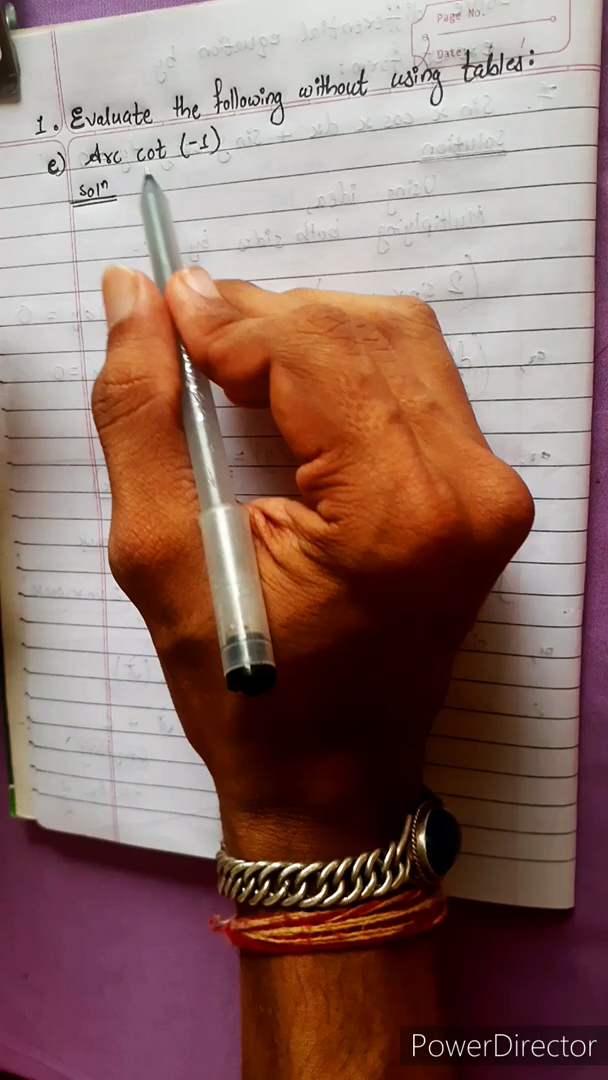 Page No.
Date:
1. Evaluate the following without using tables:
e) Arc cot (-1)
Solⁿ
PowerDirector